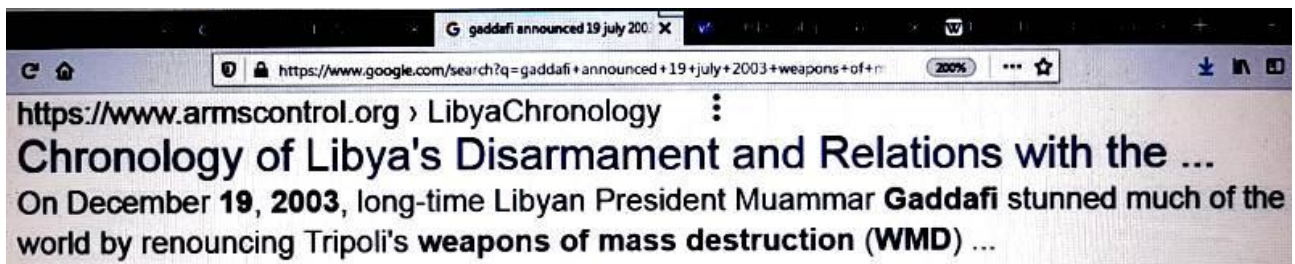 G gaddafi announced 19 july 200
https://www.google.com/search?q=gaddafi+announced+19+july+2003+weapons+of+
200%
https://www.armscontrol.org › LibyaChronology
Chronology of Libya's Disarmament and Relations with the ...
On December 19, 2003, long-time Libyan President Muammar Gaddafi stunned much of the
world by renouncing Tripoli's weapons of mass destruction (WMD) ...